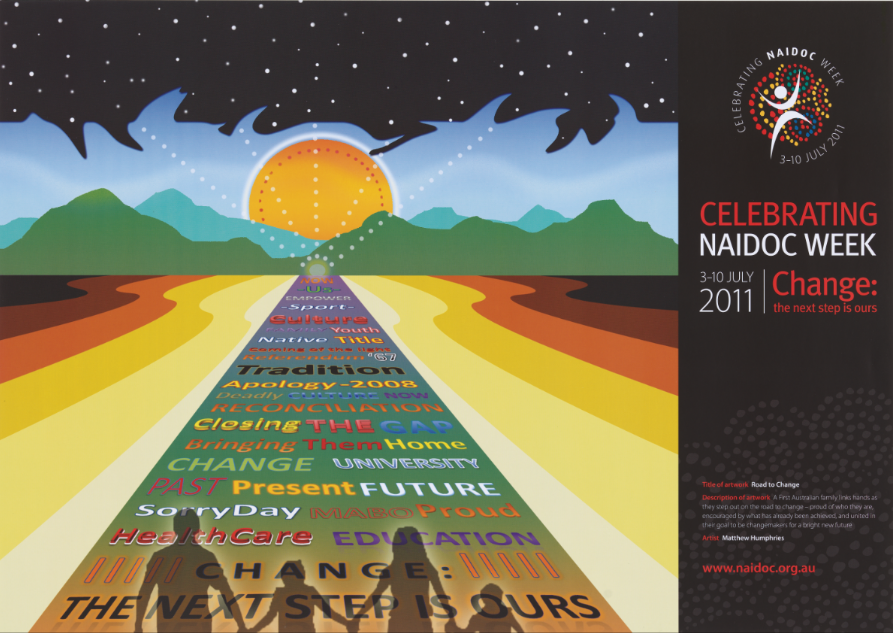 Us
EMPOWER
-Sport-
Culture
Youth
Native Title
Coming of the light
Referendum '67
Tradition
Apology-2008
Deadly CULTURE NOW
RECONCILIATION
Closing THE GAP
Bringing Them Home
CHANGE UNIVERSITY
PAST Present FUTURE
SorryDay MABO Proud
HealthCare EDUCATION
CHANGE:
THE NEXT STEP IS OURS
CELEBRATING NAIDOC WEEK
3-10 JULY 2011
CELEBRATING
NAIDOC WEEK
3-10 JULY
2011
Change:
the next step is ours
Title of artwork Road to Change
Description of artwork A First Australian family links hands as
they step out on the road to change – proud of who they are,
encouraged by what has already been achieved, and united in
their goal to be changemakers for a bright new future.
Artist Matthew Humphries
www.naidoc.org.au